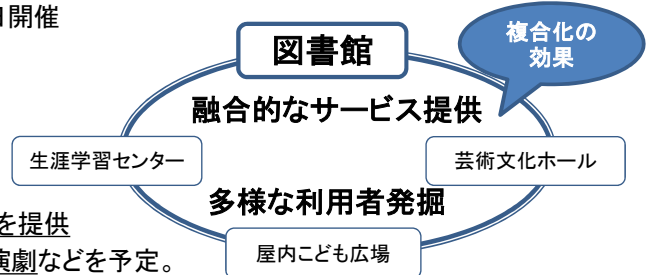 開催
図書館
複合化の
効果
融合的なサービス提供
生涯学習センター
芸術文化ホール
多様な利用者発掘
を提供
屋内こども広場
演劇などを予定。